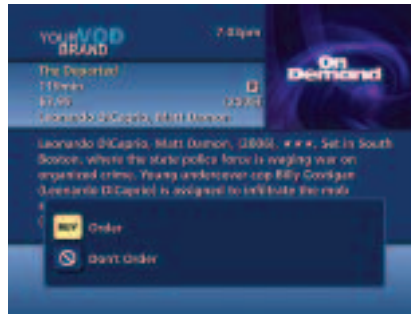 YOUR VOD
BRAND
On
Demand
The Departed
Leonardo DiCaprio, Matt Damon
Leonardo DiCaprio, Matt Damon, (2006). ★★★. Set in South
Boston, where the state police force is waging war on
organized crime. Young undercover cop Billy Costigan
(Leonardo DiCaprio) is assigned to infiltrate the mob
BUY Order
Don't Order